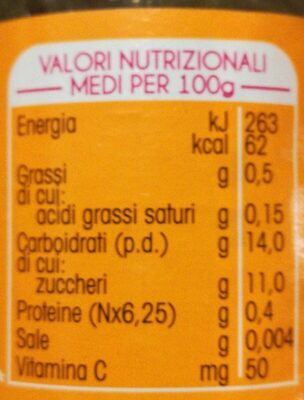 VALORI NUTRIZIONALI
MEDI PER 100g
Energia kJ 263
kcal 62
Grassi g 0,5
di cui:
acidi grassi saturi g 0,15
Carboidrati (p.d.) g 14,0
di cui:
zuccheri g 11,0
Proteine (Nx6,25) g 0,4
Sale g 0,004
Vitamina C mg 50